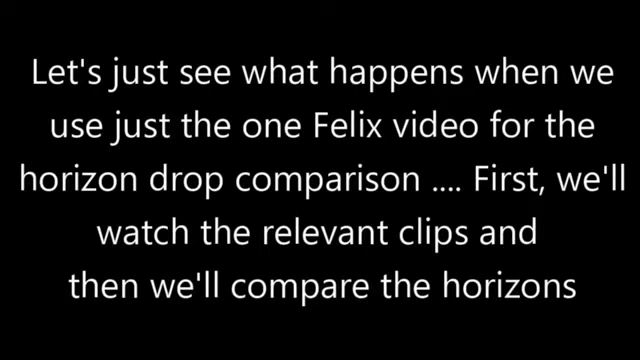 Let's just see what happens when we
use just the one Felix video for the
horizon drop comparison .... First, we'll
watch the relevant clips and
then we'll compare the horizons